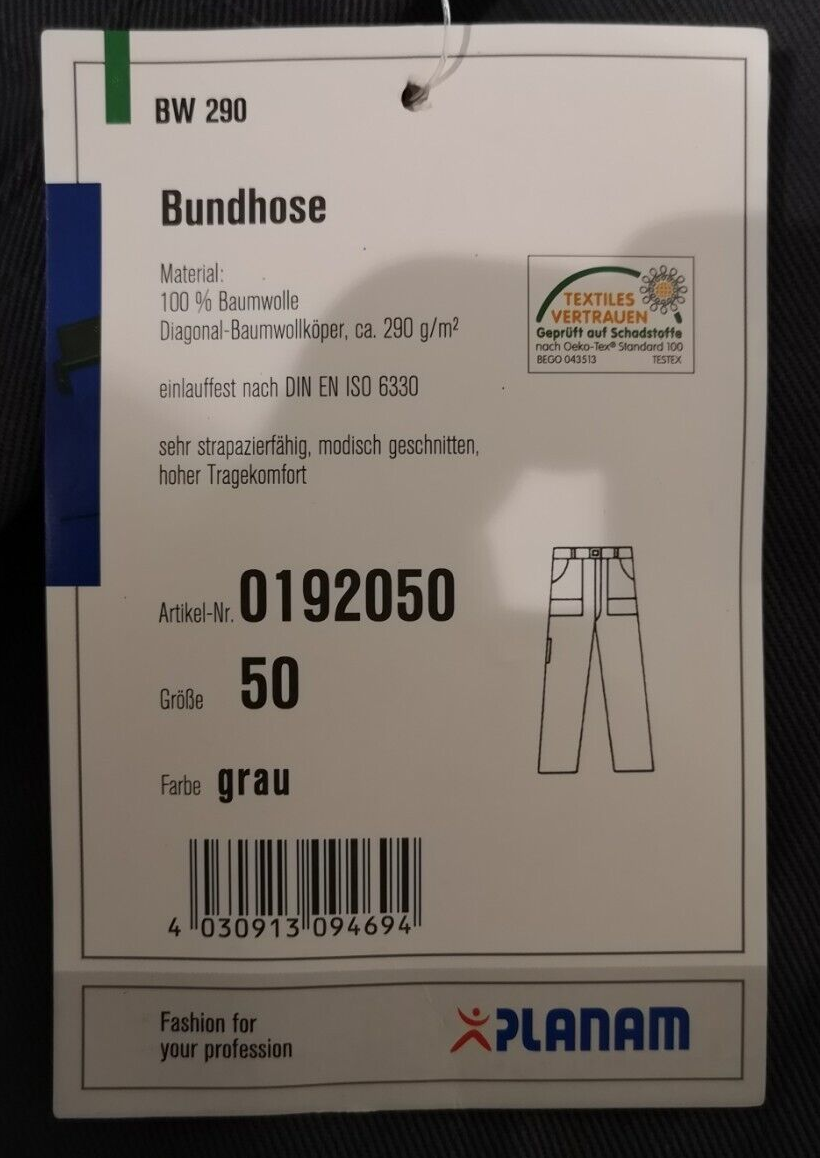 BW 290
Bundhose
Material:
100 % Baumwolle
Diagonal-Baumwollköper, ca. 290 g/m²
einlauffest nach DIN EN ISO 6330
sehr strapazierfähig, modisch geschnitten,
hoher Tragekomfort
TEXTILES
VERTRAUEN
Geprüft auf Schadstoffe
nach Oeko-Tex® Standard 100
BEGO 043513 TESTEX
Artikel-Nr. 0192050
Größe 50
Farbe grau
4 030913 094694
Fashion for
your profession
PLANAM